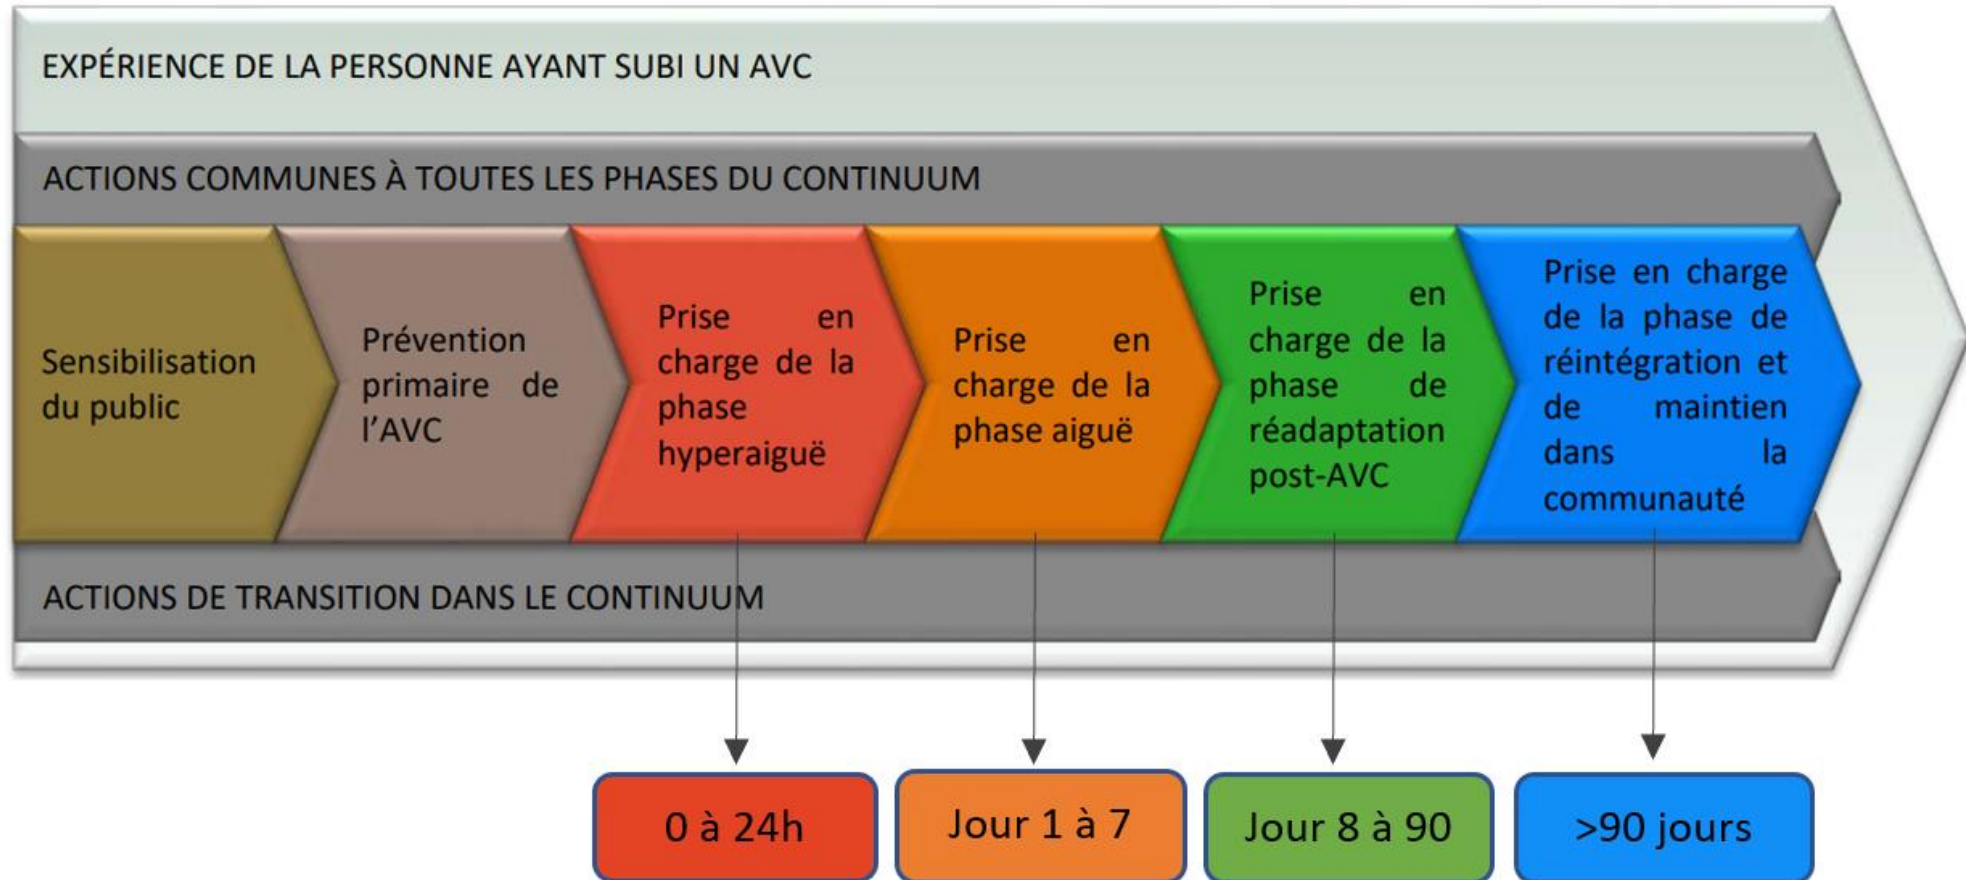 EXPÉRIENCE DE LA PERSONNE AYANT SUBI UN AVC
ACTIONS COMMUNES À TOUTES LES PHASES DU CONTINUUM
Sensibilisation
du public
Prévention
primaire de
l'AVC
Prise en
charge de la
phase
hyperaiguë
Prise en
charge de la
phase aiguë
Prise en
charge de la
phase de
réadaptation
post-AVC
Prise en charge
de la phase de
réintégration et
de maintien
dans la
communauté
ACTIONS DE TRANSITION DANS LE CONTINUUM
0 à 24h
Jour 1 à 7
Jour 8 à 90
>90 jours